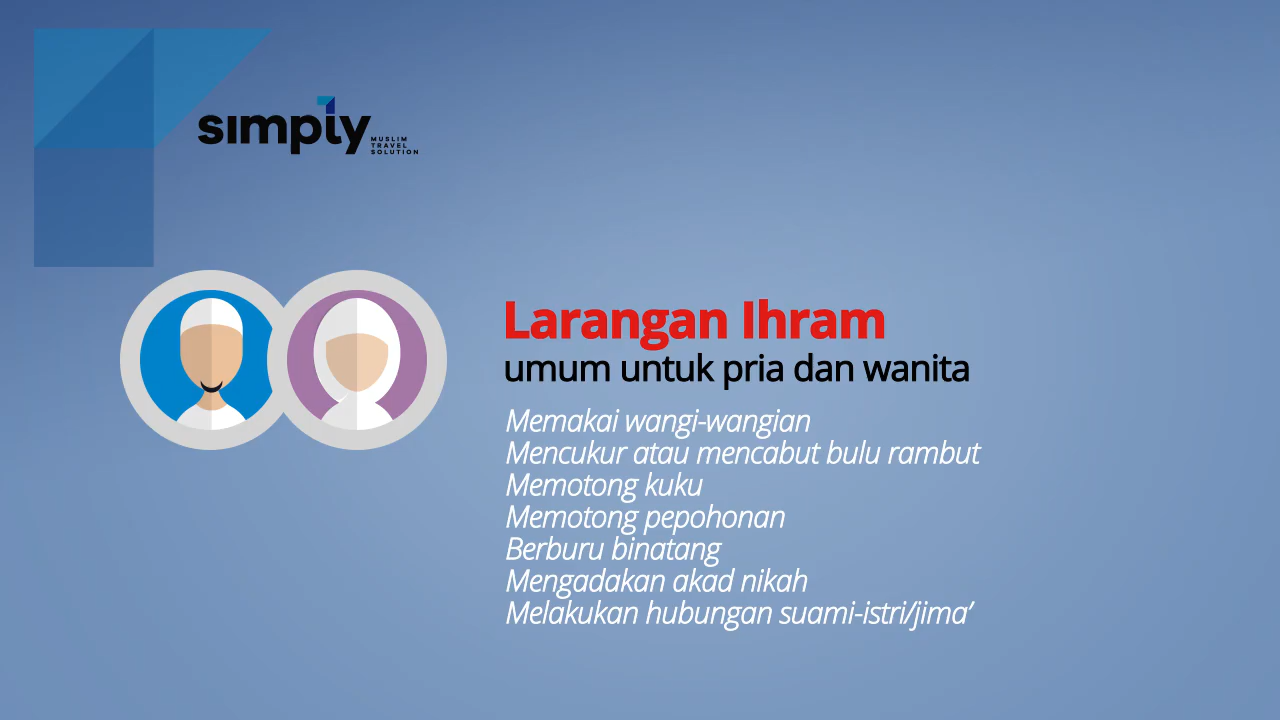 simply
MUSLIM
TRAVEL
SOLUTION
Larangan Ihram
umum untuk pria dan wanita
Memakai wangi-wangian
Mencukur atau mencabut bulu rambut
Memotong kuku
Memotong pepohonan
Berburu binatang
Mengadakan akad nikah
Melakukan hubungan suami-istri/jima’